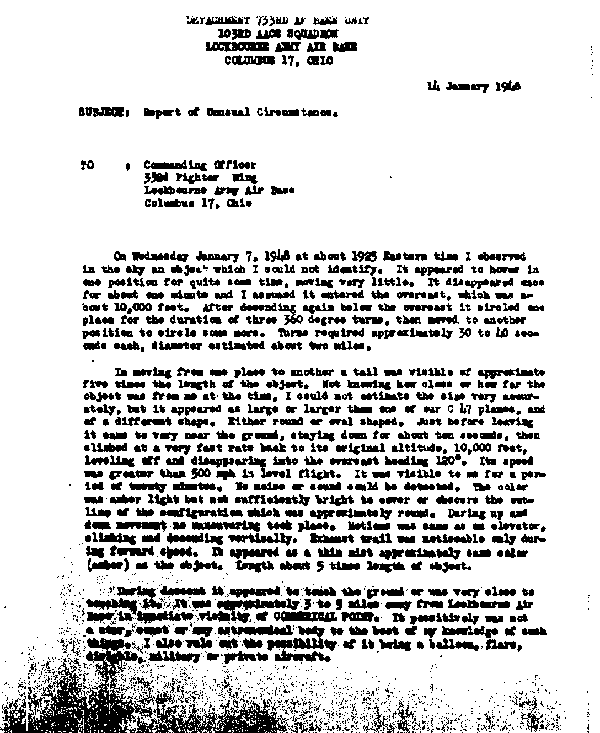 DETACHMENT 733RD AF BASE UNIT
103RD AACS SQUADRON
LOCKBOURNE ARMY AIR BASE
COLUMBUS 17, OHIO
14 January 1948
SUBJECT: Report of Unusual Circumstance.
TO : Commanding Officer
332d Fighter Wing
Lockbourne Army Air Base
Columbus 17, Ohio
On Wednesday January 7, 1948 at about 1925 Eastern time I observed
in the sky an object which I could not identify. It appeared to hover in
one position for quite some time, moving very little. It disappeared once
for about one minute and I assumed it entered the overcast, which was a-
bout 10,000 feet. After descending again below the overcast it circled one
place for the duration of three 360 degree turns, then moved to another
position to circle some more. Turns required approximately 30 to 40 sec-
onds each, diameter estimated about two miles.
In moving from one place to another a tail was visible of approximate
five times the length of the object. Not knowing how close or how far the
object was from me at the time, I could not estimate the size very accur-
ately, but it appeared as large or larger than one of our C 47 planes, and
of a different shape. Either round or oval shaped. Just before leaving
it came to very near the ground, staying down for about ten seconds, then
climbed at a very fast rate back to its original altitude, 10,000 feet,
leveling off and disappearing into the overcast heading 120°. Its speed
was greater than 500 mph in level flight. It was visible to me for a per-
iod of twenty minutes. No noise or sound could be detected. The color
was amber light but not sufficiently bright to cover or obscure the out-
line of the configuration which was approximately round. During up and
down movement no maneuvering took place. Motions was same as an elevator,
climbing and descending vertically. Exhaust trail was noticeable only dur-
ing forward speed. It appeared as a thin mist approximately same color
(amber) as the object. Length about 5 times length of object.
During descent it appeared to touch the ground or was very close to
touching it. It was approximately 3 to 5 miles away from Lockbourne Air
Base in immediate vicinity of COMMERICAL POINT. It positively was not
a star, comet or any astronomical body to the best of my knowledge of such
things. I also rule out the possibility of it being a balloon, flare,
dirigible, military or private aircraft.